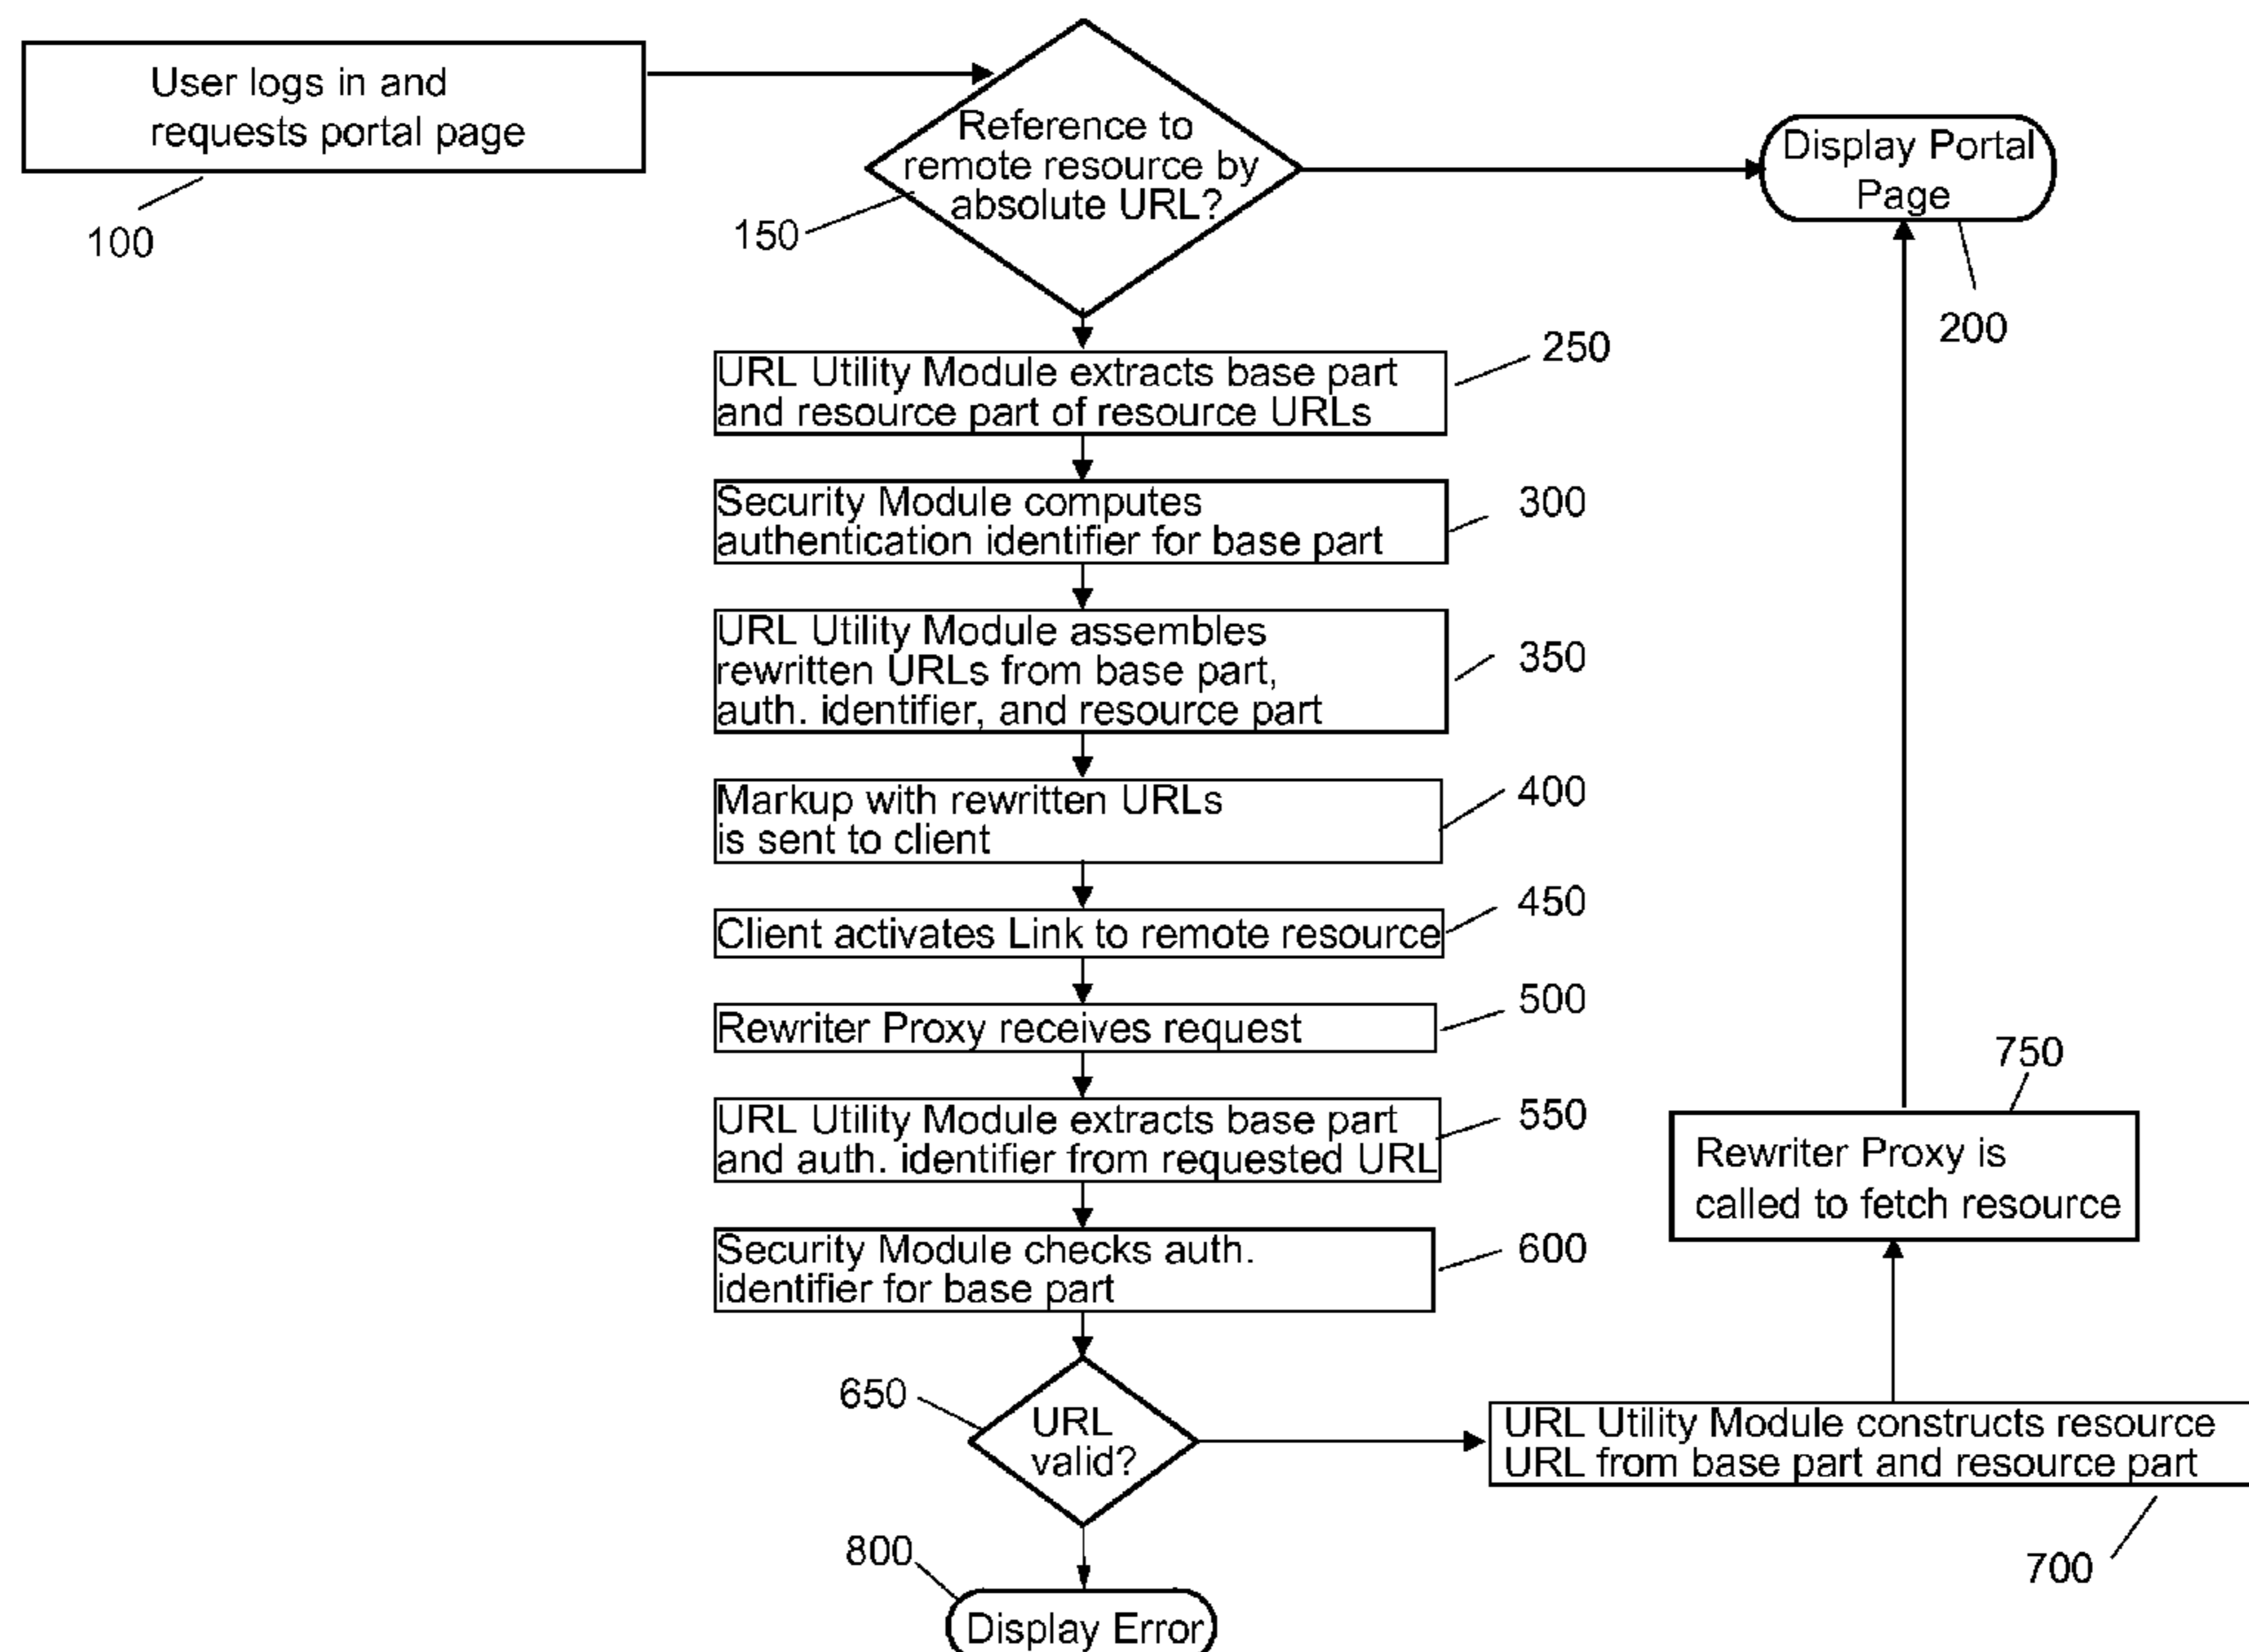 User logs in and
requests portal page
100
Reference to
remote resource by
absolute URL?
150
Display Portal
Page
200
URL Utility Module extracts base part
and resource part of resource URLs
250
Security Module computes
authentication identifier for base part
300
URL Utility Module assembles
rewritten URLs from base part,
auth. identifier, and resource part
350
Markup with rewritten URLs
is sent to client
400
Client activates Link to remote resource
450
Rewriter Proxy receives request
500
URL Utility Module extracts base part
and auth. identifier from requested URL
550
Security Module checks auth.
identifier for base part
600
URL
valid?
650
URL Utility Module constructs resource
URL from base part and resource part
700
Rewriter Proxy is
called to fetch resource
750
Display Error
800